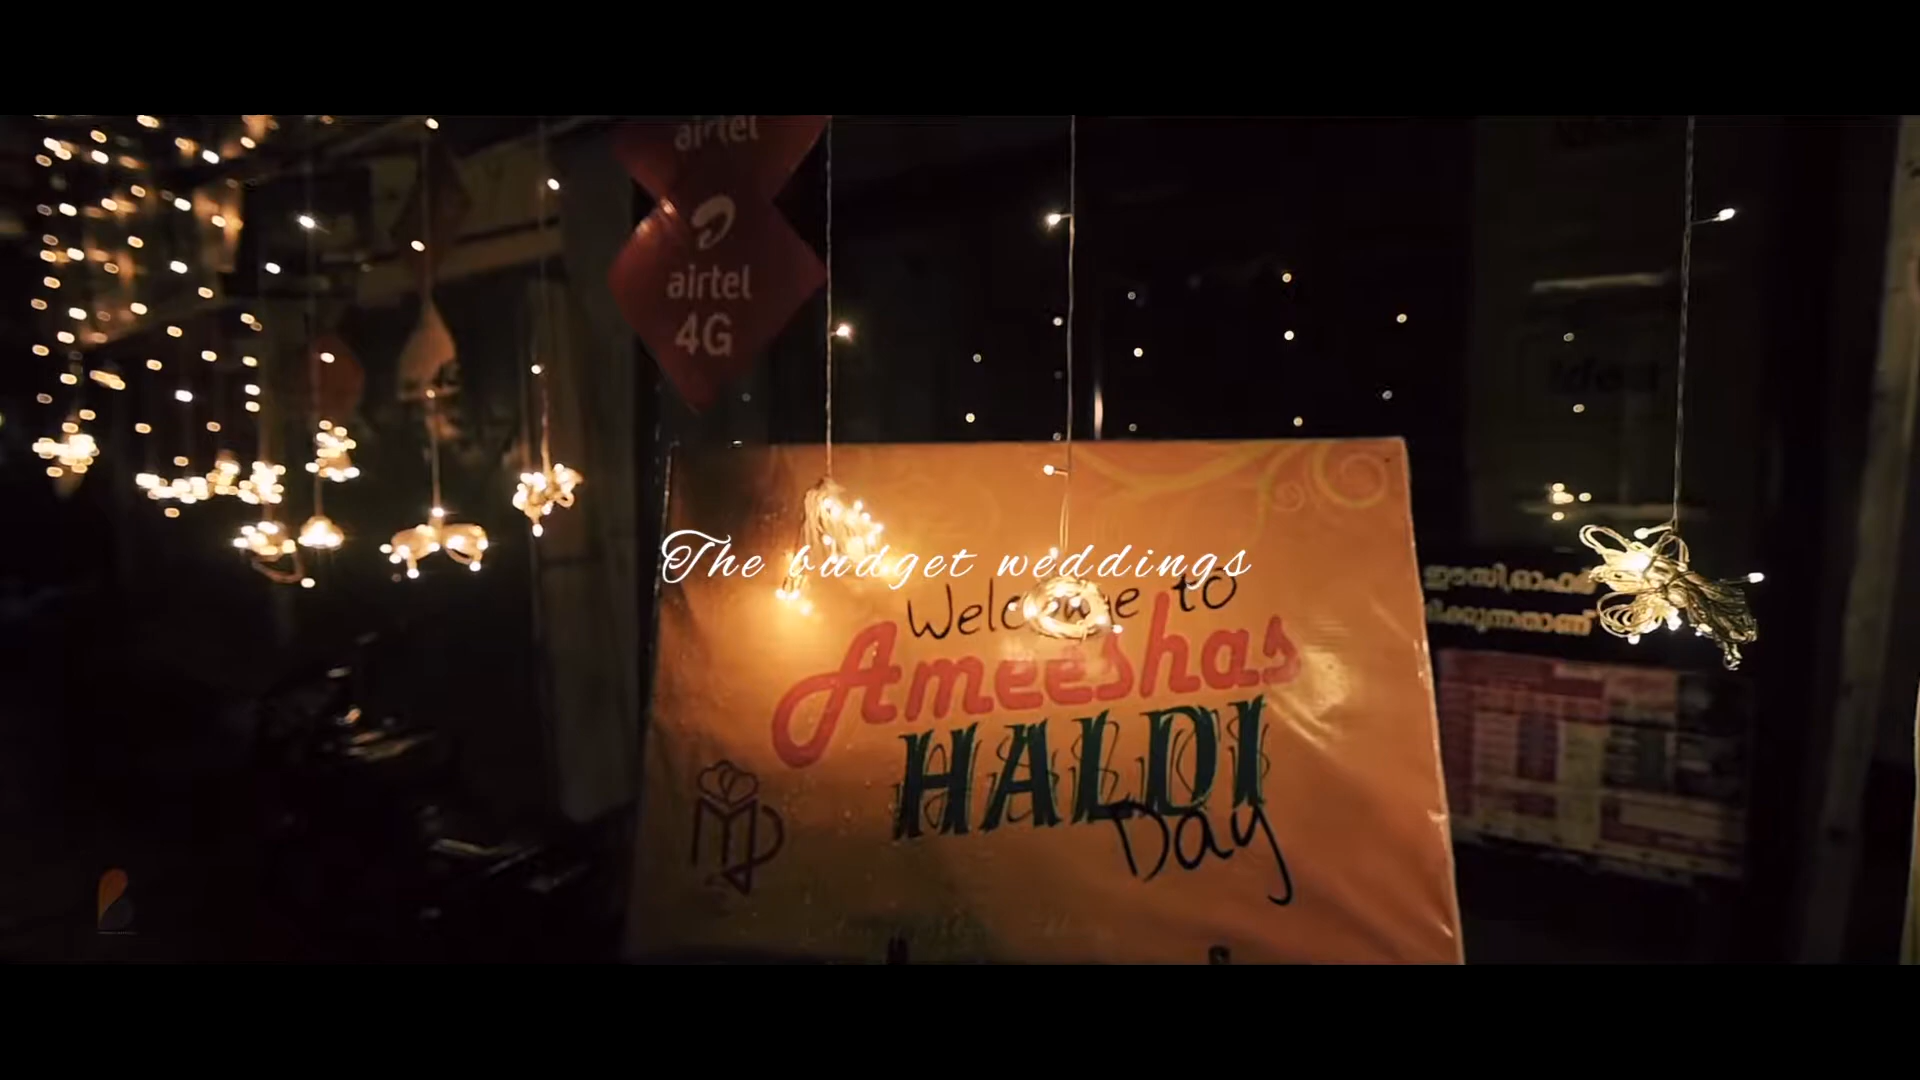 airtel
airtel
4G
The budget weddings
Welcome to
Ameeshas
HALDI
Day